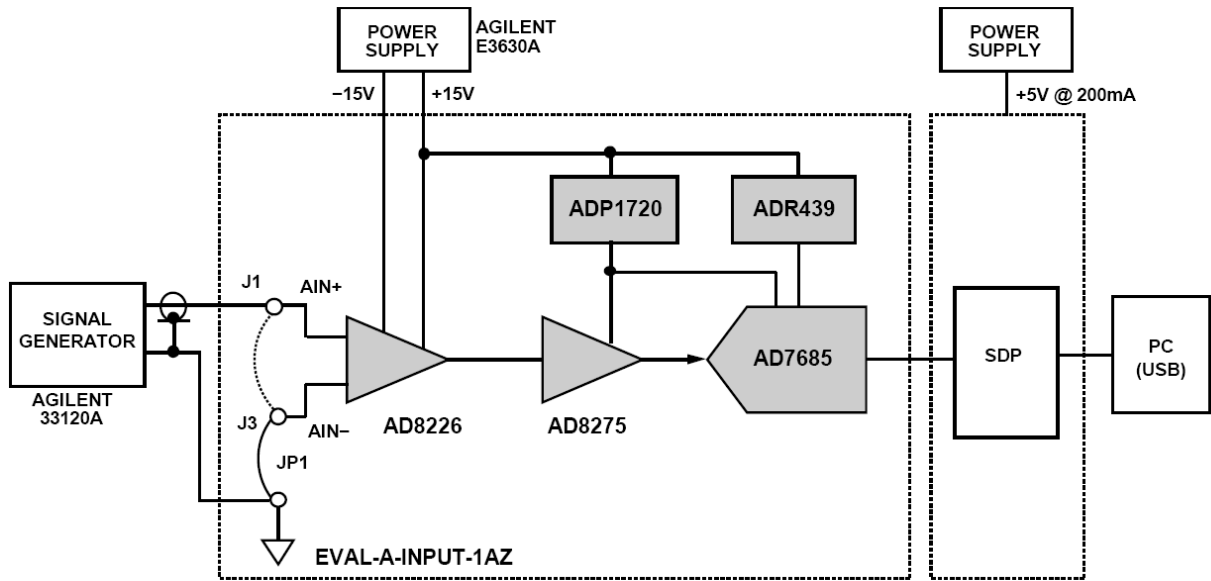 POWER
SUPPLY
AGILENT
E3630A
POWER
SUPPLY
−15V
+15V
+5V @ 200mA
ADP1720
ADR439
J1
AIN+
SIGNAL
GENERATOR
AGILENT
33120A
J3
AIN−
JP1
AD8226
AD8275
AD7685
SDP
PC
(USB)
EVAL-A-INPUT-1AZ